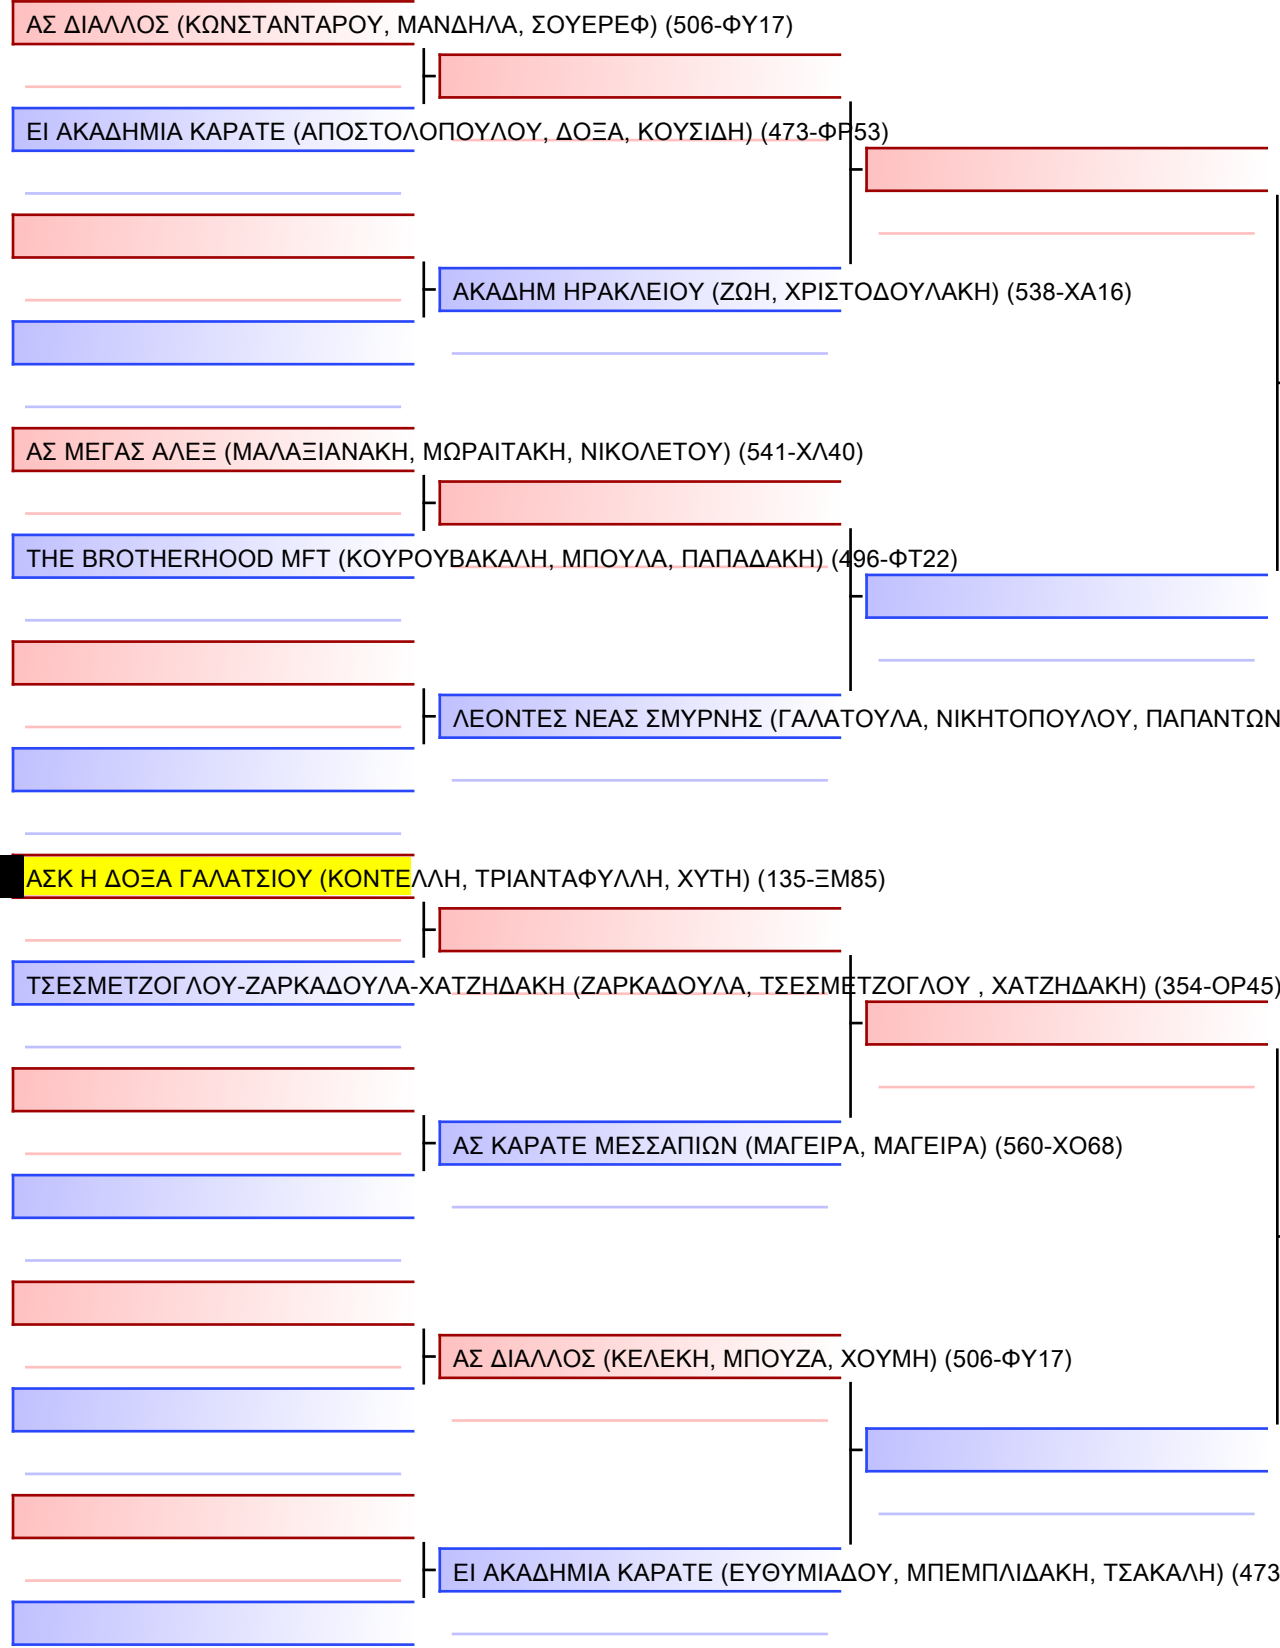 ΑΣ ΔΙΑΛΛΟΣ (ΚΩΝΣΤΑΝΤΑΡΟΥ, ΜΑΝΔΗΛΑ, ΣΟΥΕΡΕΦ) (506-ΦΥ17)
ΕΙ ΑΚΑΔΗΜΙΑ ΚΑΡΑΤΕ (ΑΠΟΣΤΟΛΟΠΟΥΛΟΥ, ΔΟΞΑ, ΚΟΥΣΙΔΗ) (473-ΦΡ53)
ΑΚΑΔΗΜ ΗΡΑΚΛΕΙΟΥ (ΖΩΗ, ΧΡΙΣΤΟΔΟΥΛΑΚΗ) (538-ΧΑ16)
ΑΣ ΜΕΓΑΣ ΑΛΕΞ (ΜΑΛΑΞΙΑΝΑΚΗ, ΜΩΡΑΙΤΑΚΗ, ΝΙΚΟΛΕΤΟΥ) (541-ΧΛ40)
THE BROTHERHOOD MFT (ΚΟΥΡΟΥΒΑΚΑΛΗ, ΜΠΟΥΛΑ, ΠΑΠΑΔΑΚΗ) (496-ΦΤ22)
ΛΕΟΝΤΕΣ ΝΕΑΣ ΣΜΥΡΝΗΣ (ΓΑΛΑΤΟΥΛΑ, ΝΙΚΗΤΟΠΟΥΛΟΥ, ΠΑΠΑΝΤΩΝ
ΑΣΚ Η ΔΟΞΑ ΓΑΛΑΤΣΙΟΥ (ΚΟΝΤΕΛΛΗ, ΤΡΙΑΝΤΑΦΥΛΛΗ, ΧΥΤΗ) (135-ΞΜ85)
ΤΣΕΣΜΕΤΖΟΓΛΟΥ-ΖΑΡΚΑΔΟΥΛΑ-ΧΑΤΖΗΔΑΚΗ (ΖΑΡΚΑΔΟΥΛΑ, ΤΣΕΣΜΕΤΖΟΓΛΟΥ , ΧΑΤΖΗΔΑΚΗ) (354-ΟΡ45)
ΑΣ ΚΑΡΑΤΕ ΜΕΣΣΑΠΙΩΝ (ΜΑΓΕΙΡΑ, ΜΑΓΕΙΡΑ) (560-ΧΟ68)
ΑΣ ΔΙΑΛΛΟΣ (ΚΕΛΕΚΗ, ΜΠΟΥΖΑ, ΧΟΥΜΗ) (506-ΦΥ17)
ΕΙ ΑΚΑΔΗΜΙΑ ΚΑΡΑΤΕ (ΕΥΘΥΜΙΑΔΟΥ, ΜΠΕΜΠΛΙΔΑΚΗ, ΤΣΑΚΑΛΗ) (473